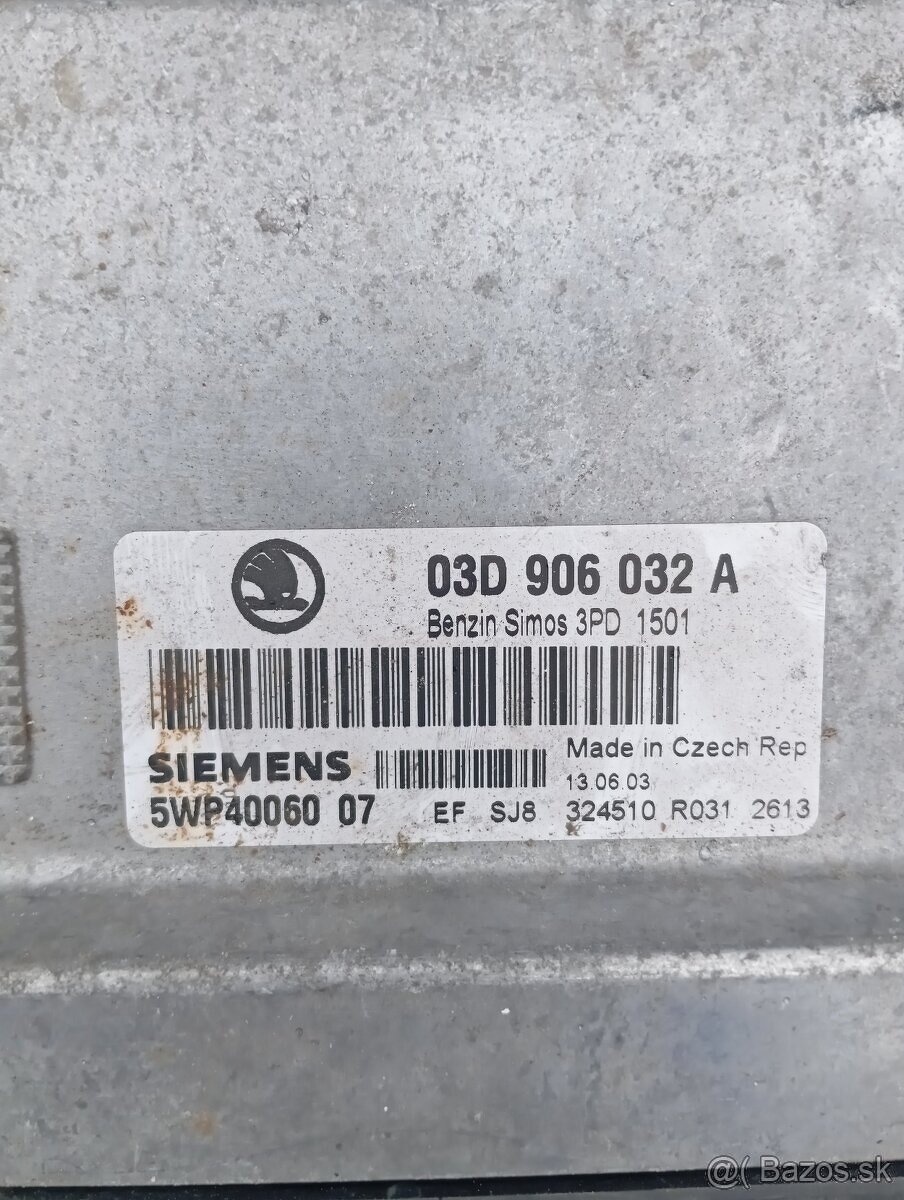 03D 906 032 A
Benzin Simos 3PD 1501
SIEMENS
Made in Czech Rep
13.06.03
5WP40060 07 EF SJ8 324510 R031 2613
@( Bazos.sk